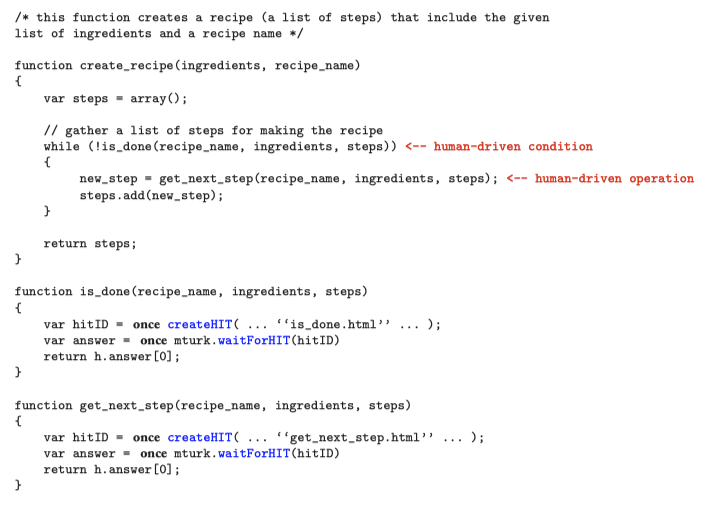 /* this function creates a recipe (a list of steps) that include the given
list of ingredients and a recipe name */
function create_recipe(ingredients, recipe_name)
{
var steps = array();
// gather a list of steps for making the recipe
while (!is_done(recipe_name, ingredients, steps)) <-- human-driven condition
{
new_step = get_next_step(recipe_name, ingredients, steps); <-- human-driven operation
steps.add(new_step);
}
return steps;
}
function is_done(recipe_name, ingredients, steps)
{
var hitID = once createHIT( ... ‘‘is_done.html’’ ... );
var answer = once mturk.waitForHIT(hitID)
return h.answer[0];
}
function get_next_step(recipe_name, ingredients, steps)
{
var hitID = once createHIT( ... ‘‘get_next_step.html’’ ... );
var answer = once mturk.waitForHIT(hitID)
return h.answer[0];
}